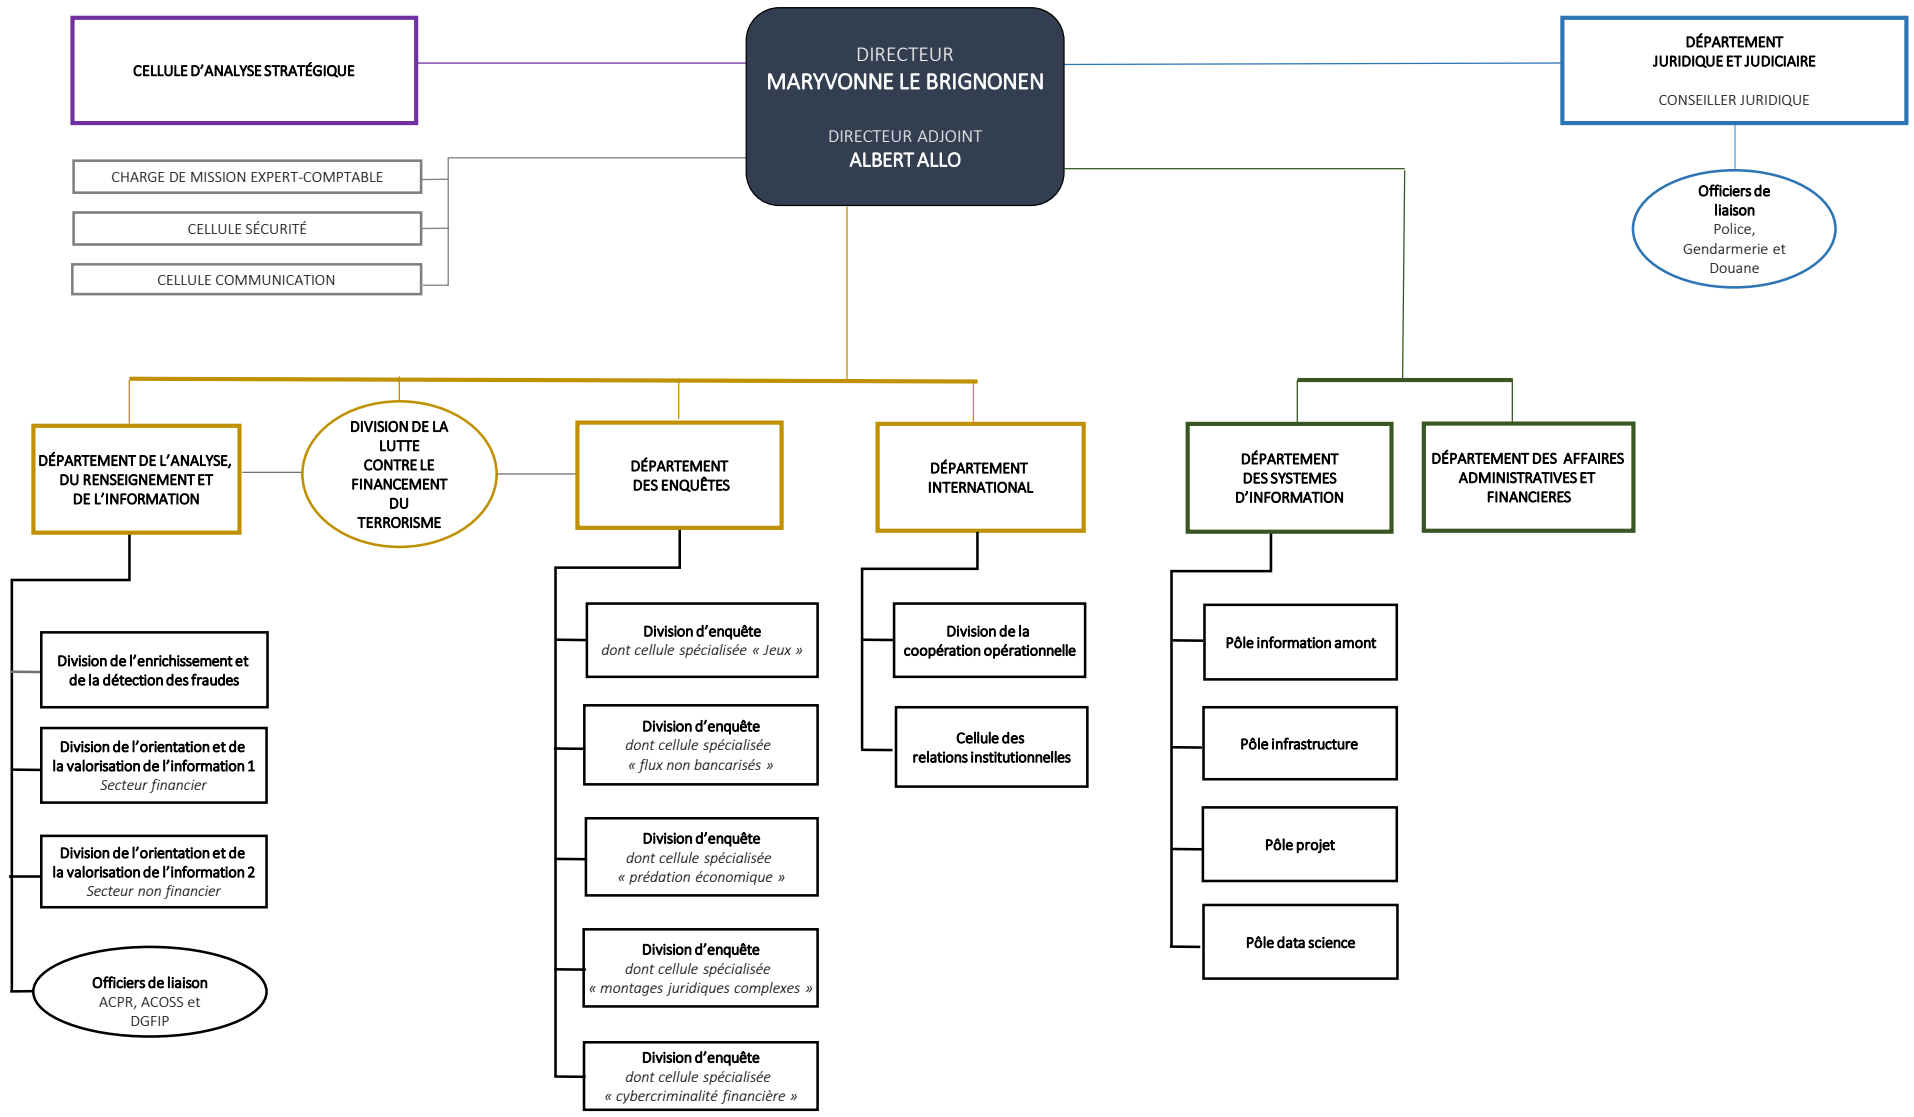 CELLULE D'ANALYSE STRATÉGIQUE
DIRECTEUR
MARYVONNE LE BRIGNONEN
DIRECTEUR ADJOINT
ALBERT ALLO
DÉPARTEMENT
JURIDIQUE ET JUDICIAIRE
CONSEILLER JURIDIQUE
CHARGE DE MISSION EXPERT-COMPTABLE
CELLULE SÉCURITÉ
CELLULE COMMUNICATION
Officiers de
liaison
Police,
Gendarmerie et
Douane
DÉPARTEMENT DE L'ANALYSE,
DU RENSEIGNEMENT ET
DE L'INFORMATION
DIVISION DE LA
LUTTE
CONTRE LE
FINANCEMENT
DU
TERRORISME
DÉPARTEMENT
DES ENQUÊTES
DÉPARTEMENT
INTERNATIONAL
DÉPARTEMENT
DES SYSTEMES
D'INFORMATION
DÉPARTEMENT DES AFFAIRES
ADMINISTRATIVES ET
FINANCIERES
Division de l'enrichissement et
de la détection des fraudes
Division de l'orientation et de
la valorisation de l'information 1
Secteur financier
Division de l'orientation et de
la valorisation de l'information 2
Secteur non financier
Officiers de liaison
ACPR, ACOSS et
DGFIP
Division d'enquête
dont cellule spécialisée « Jeux »
Division d'enquête
dont cellule spécialisée
« flux non bancarisés »
Division d'enquête
dont cellule spécialisée
« prédation économique »
Division d'enquête
dont cellule spécialisée
« montages juridiques complexes »
Division d'enquête
dont cellule spécialisée
« cybercriminalité financière »
Division de la
coopération opérationnelle
Cellule des
relations institutionnelles
Pôle information amont
Pôle infrastructure
Pôle projet
Pôle data science